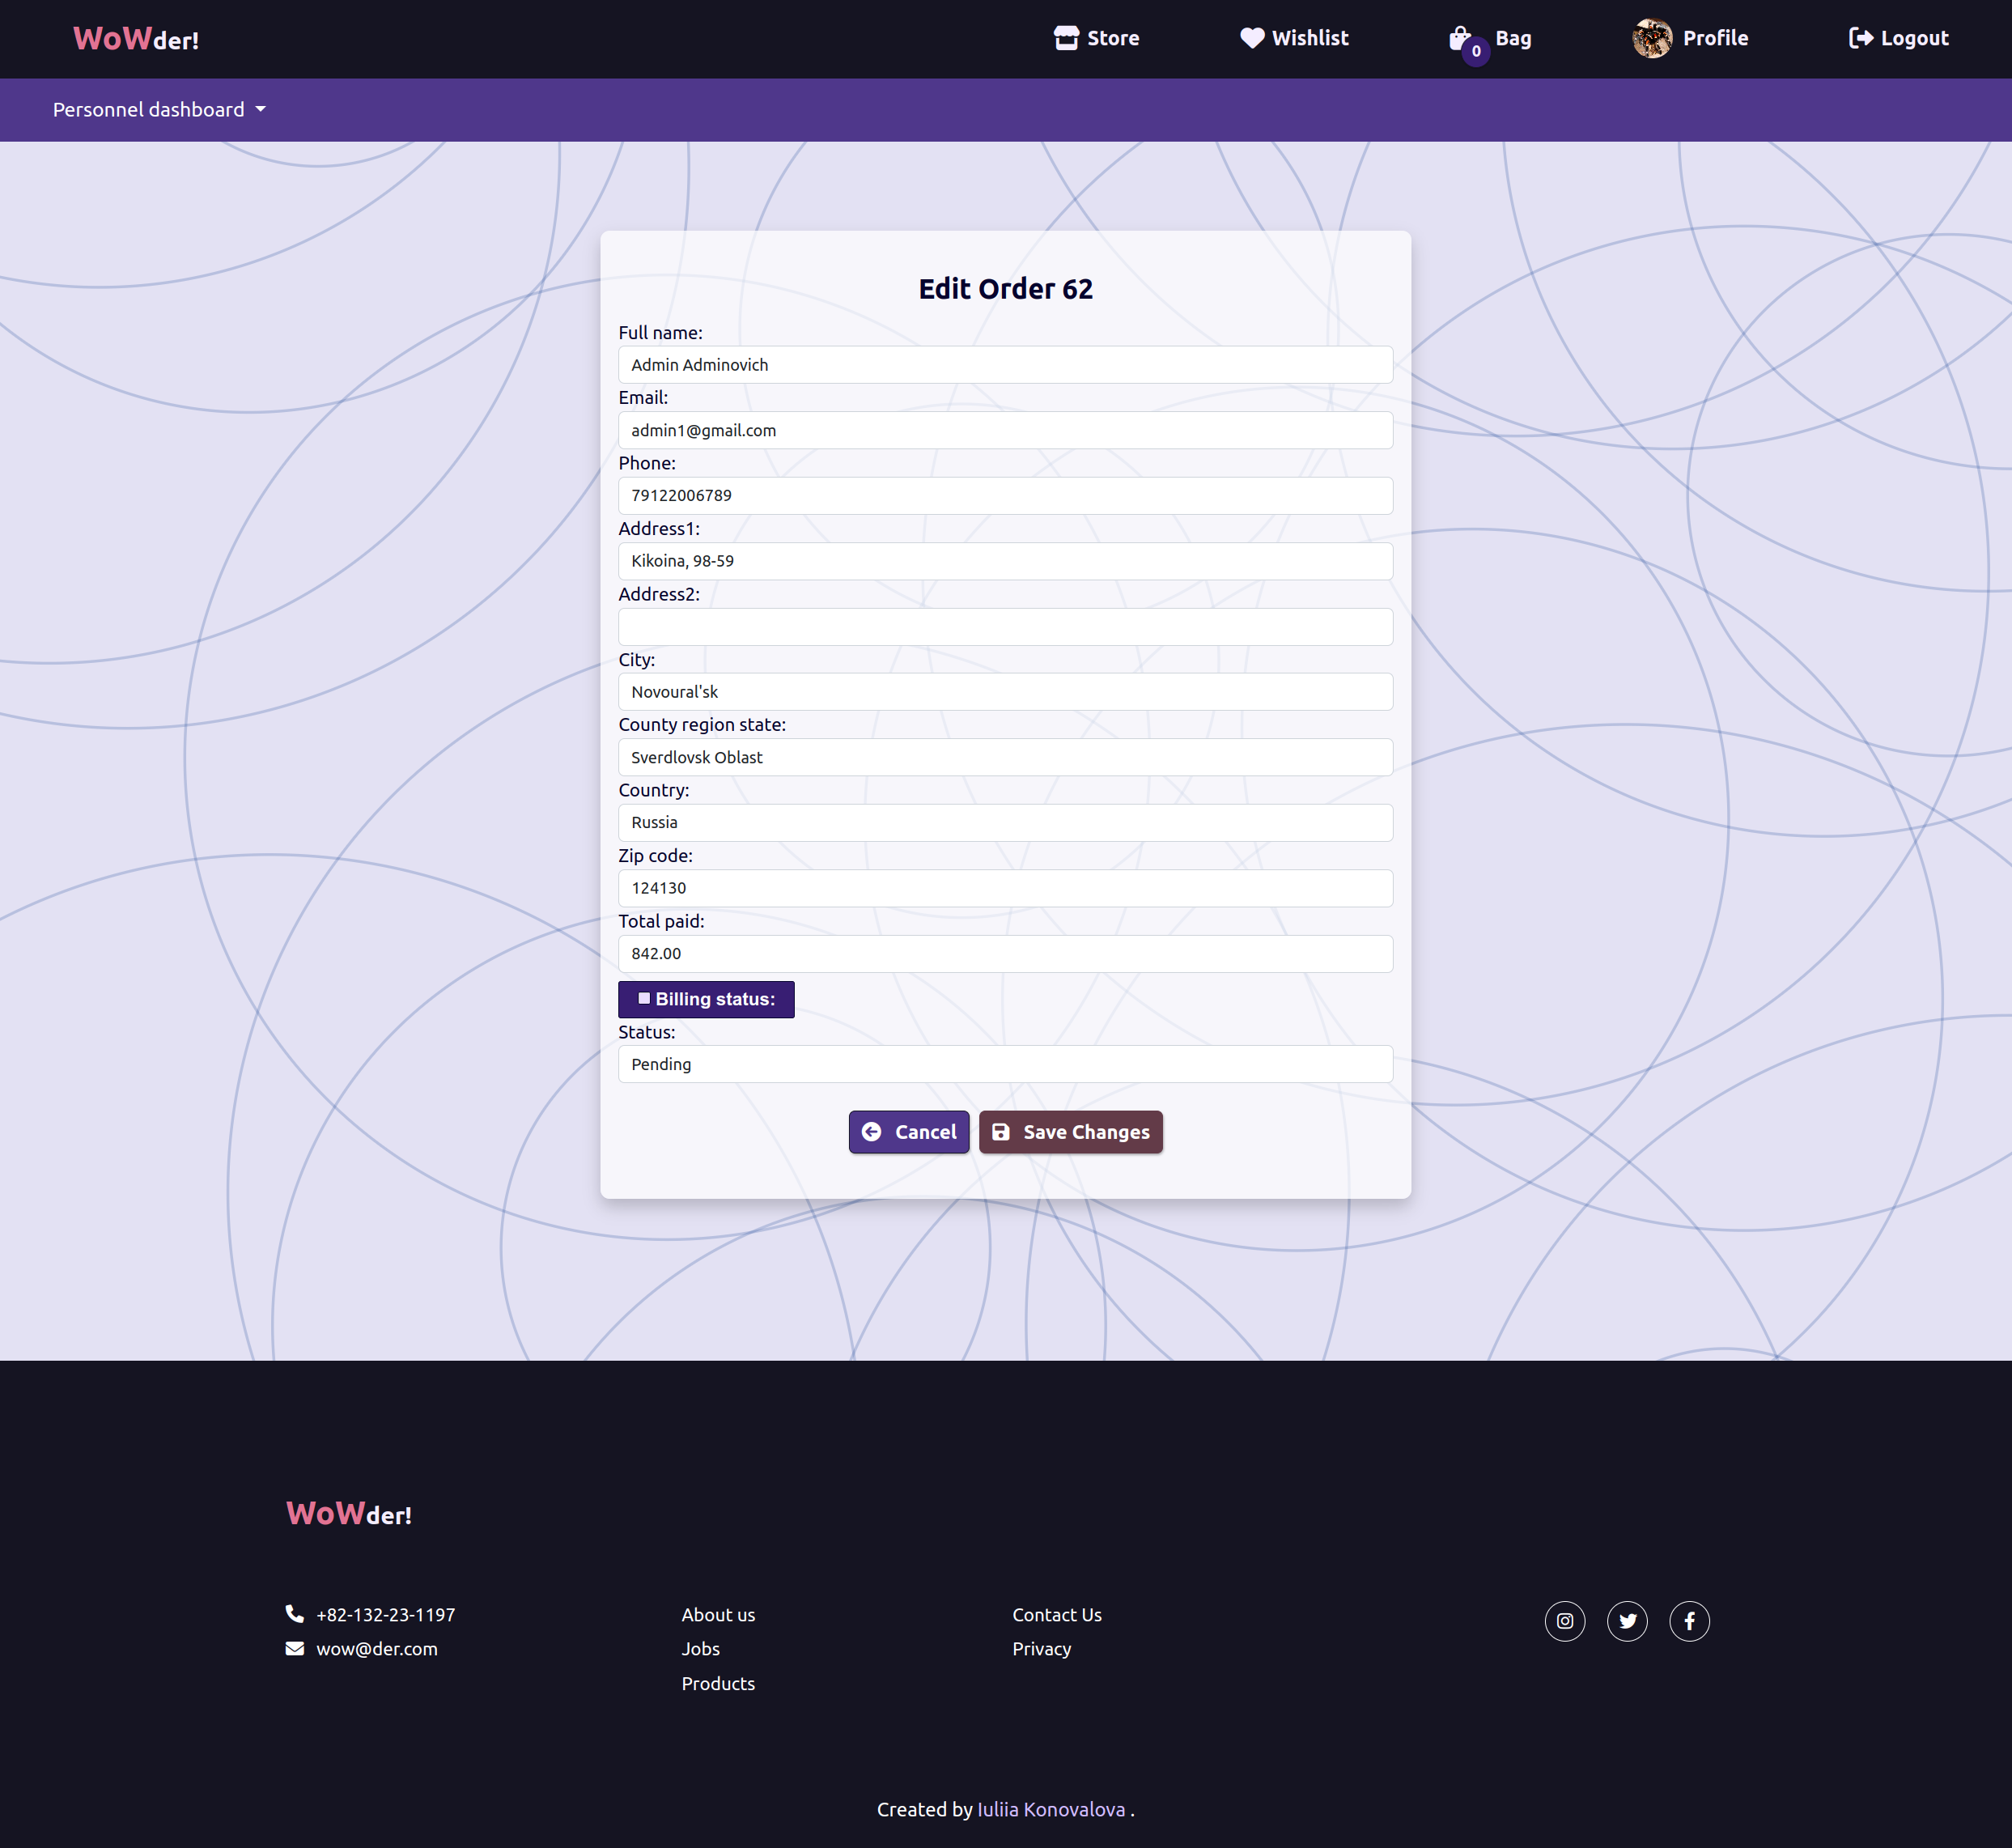 WoWder!
Store
Wishlist
0
Bag
Profile
Logout
Personnel dashboard
Edit Order 62
Full name:
Admin Adminovich
Email:
admin1@gmail.com
Phone:
79122006789
Address1:
Kikoina, 98-59
Address2:
City:
Novoural'sk
County region state:
Sverdlovsk Oblast
Country:
Russia
Zip code:
124130
Total paid:
842.00
Billing status:
Status:
Pending
Cancel
Save Changes
WoWder!
+82-132-23-1197
wow@der.com
About us
Jobs
Products
Contact Us
Privacy
Created by Iuliia Konovalova .